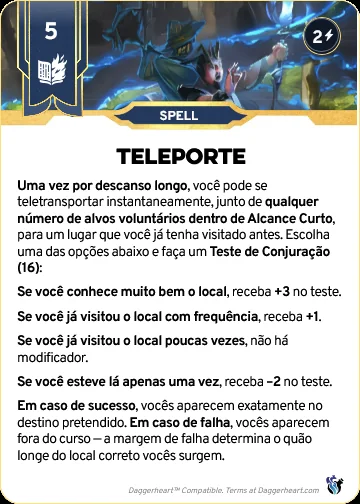 5
2
SPELL
TELEPORTE
Uma vez por descanso longo, você pode se
teletransportar instantaneamente, junto de qualquer
número de alvos voluntários dentro de Alcance Curto,
para um lugar que você já tenha visitado antes. Escolha
uma das opções abaixo e faça um Teste de Conjuração
(16):
Se você conhece muito bem o local, receba +3 no teste.
Se você já visitou o local com frequência, receba +1.
Se você já visitou o local poucas vezes, não há
modificador.
Se você esteve lá apenas uma vez, receba –2 no teste.
Em caso de sucesso, vocês aparecem exatamente no
destino pretendido. Em caso de falha, vocês aparecem
fora do curso — a margem de falha determina o quão
longe do local correto vocês surgem.
Daggerheart™ Compatible. Terms at Daggerheart.com